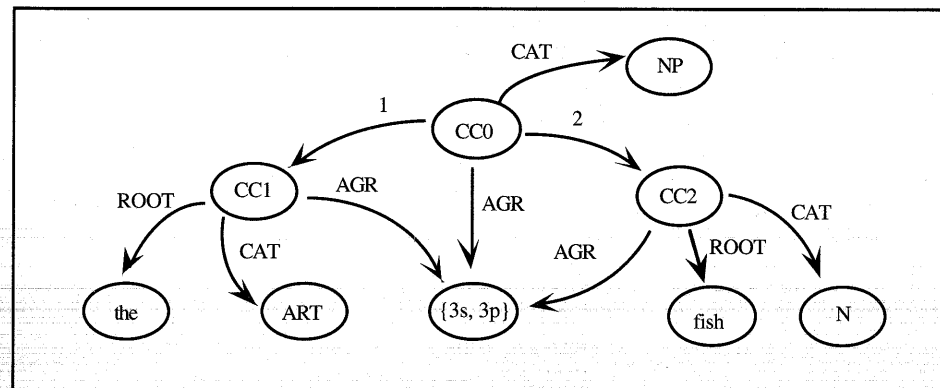 CAT
NP
1
CC0
2
CC1
AGR
CC2
ROOT
AGR
CAT
CAT
AGR
ROOT
the
ART
{3s, 3p}
fish
N